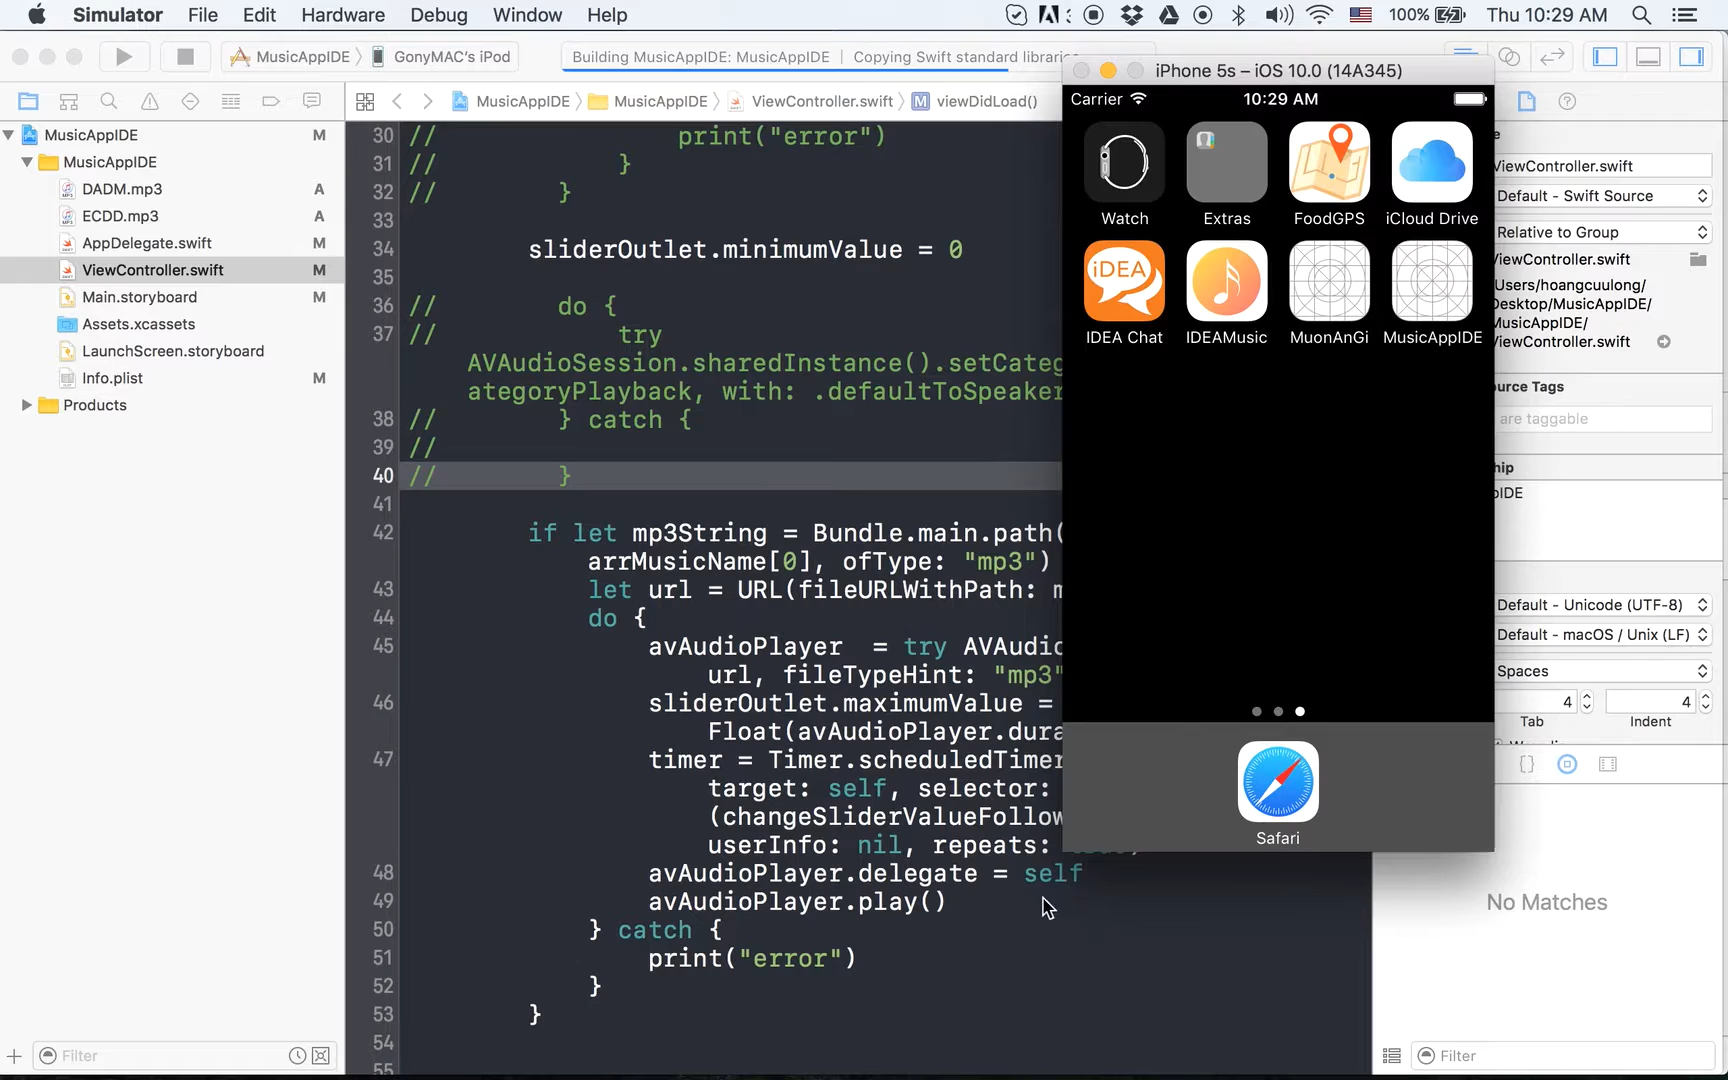 Simulator File Edit Hardware Debug Window Help 100% Thu 10:29 AM
MusicAppIDE GonyMAC's iPod
Building MusicAppIDE: MusicAppIDE | Copying Swift standard libraries
MusicAppIDE MusicAppIDE ViewController.swift M viewDidLoad()
MusicAppIDE M
MusicAppIDE
DADM.mp3 A
ECDD.mp3 A
AppDelegate.swift M
ViewController.swift M
Main.storyboard M
Assets.xcassets
LaunchScreen.storyboard
Info.plist M
Products
Filter
30 // print("error")
31 // }
32 // }
33
34 sliderOutlet.minimumValue = 0
35
36 // do {
37 // try
AVAudioSession.sharedInstance().setCateg
ategoryPlayback, with: .defaultToSpeaker
38 // } catch {
39 //
40 // }
41
42 if let mp3String = Bundle.main.path(
arrMusicName[0], ofType: "mp3")
43 let url = URL(fileURLWithPath: m
44 do {
45 avAudioPlayer = try AVAudio
url, fileTypeHint: "mp3"
46 sliderOutlet.maximumValue =
Float(avAudioPlayer.dura
47 timer = Timer.scheduledTimer
target: self, selector:
(changeSliderValueFollow
userInfo: nil, repeats:
48 avAudioPlayer.delegate = self
49 avAudioPlayer.play()
50 } catch {
51 print("error")
52 }
53 }
54
55
iPhone 5s – iOS 10.0 (14A345)
Carrier 10:29 AM
Watch Extras FoodGPS iCloud Drive
iDEA
IDEA Chat IDEAMusic MuonAnGi MusicAppIDE
Safari
ViewController.swift
Default - Swift Source
Relative to Group
ViewController.swift
Users/hoangcuulong/
Desktop/MusicAppIDE/
MusicAppIDE/
ViewController.swift
ource Tags
are taggable
hip
pIDE
Default - Unicode (UTF-8)
Default - macOS / Unix (LF)
Spaces
4 4
Tab Indent
{}
No Matches
Filter